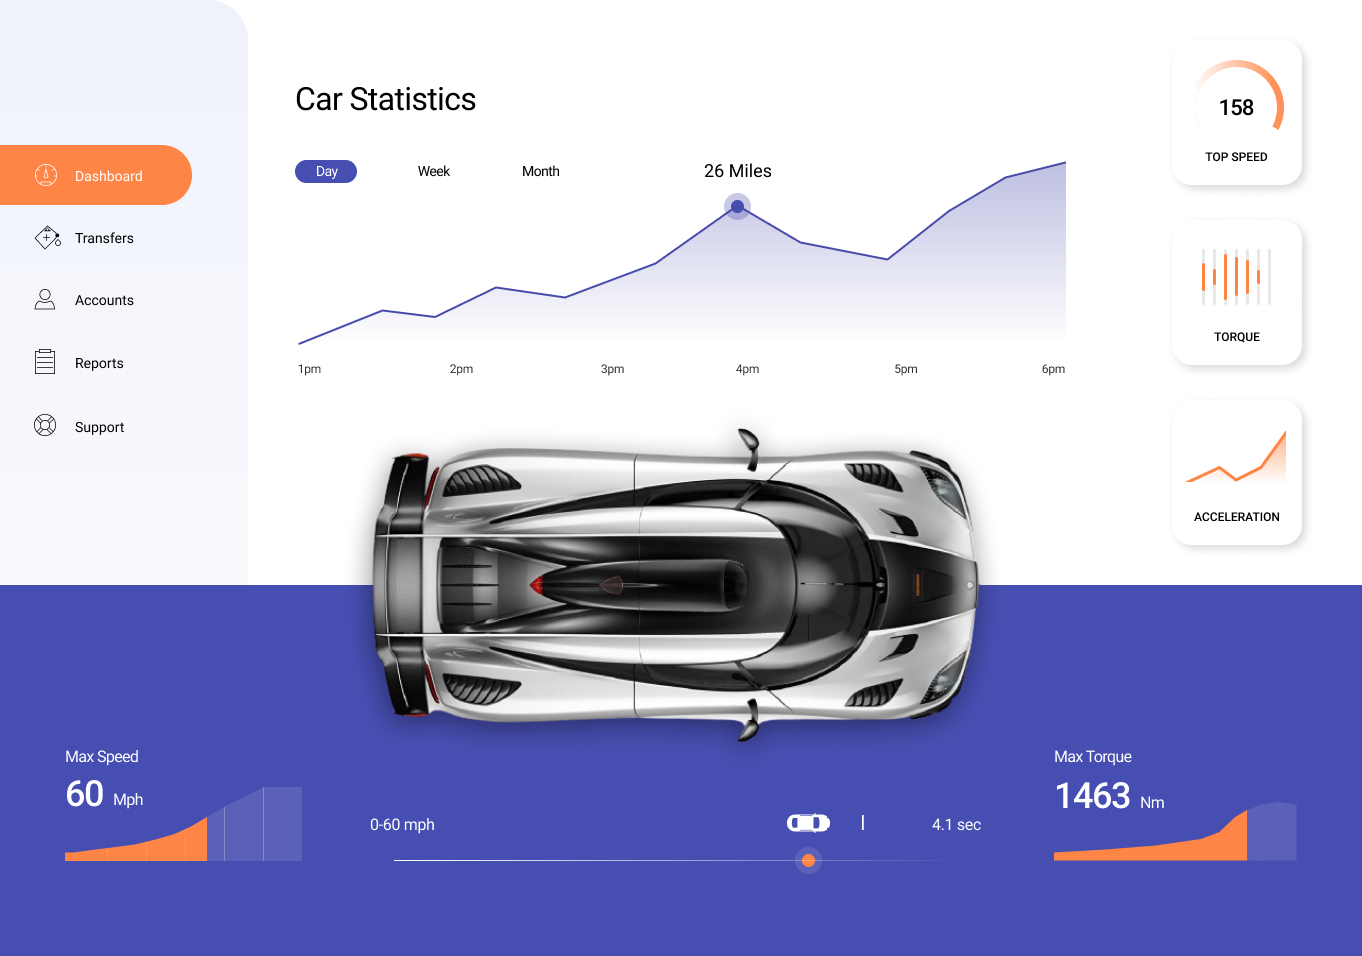 Car Statistics
Dashboard
Transfers
Accounts
Reports
Support
Day Week Month
26 Miles
1pm 2pm 3pm 4pm 5pm 6pm
158
TOP SPEED
TORQUE
ACCELERATION
Max Speed
60 Mph
0-60 mph
4.1 sec
Max Torque
1463 Nm